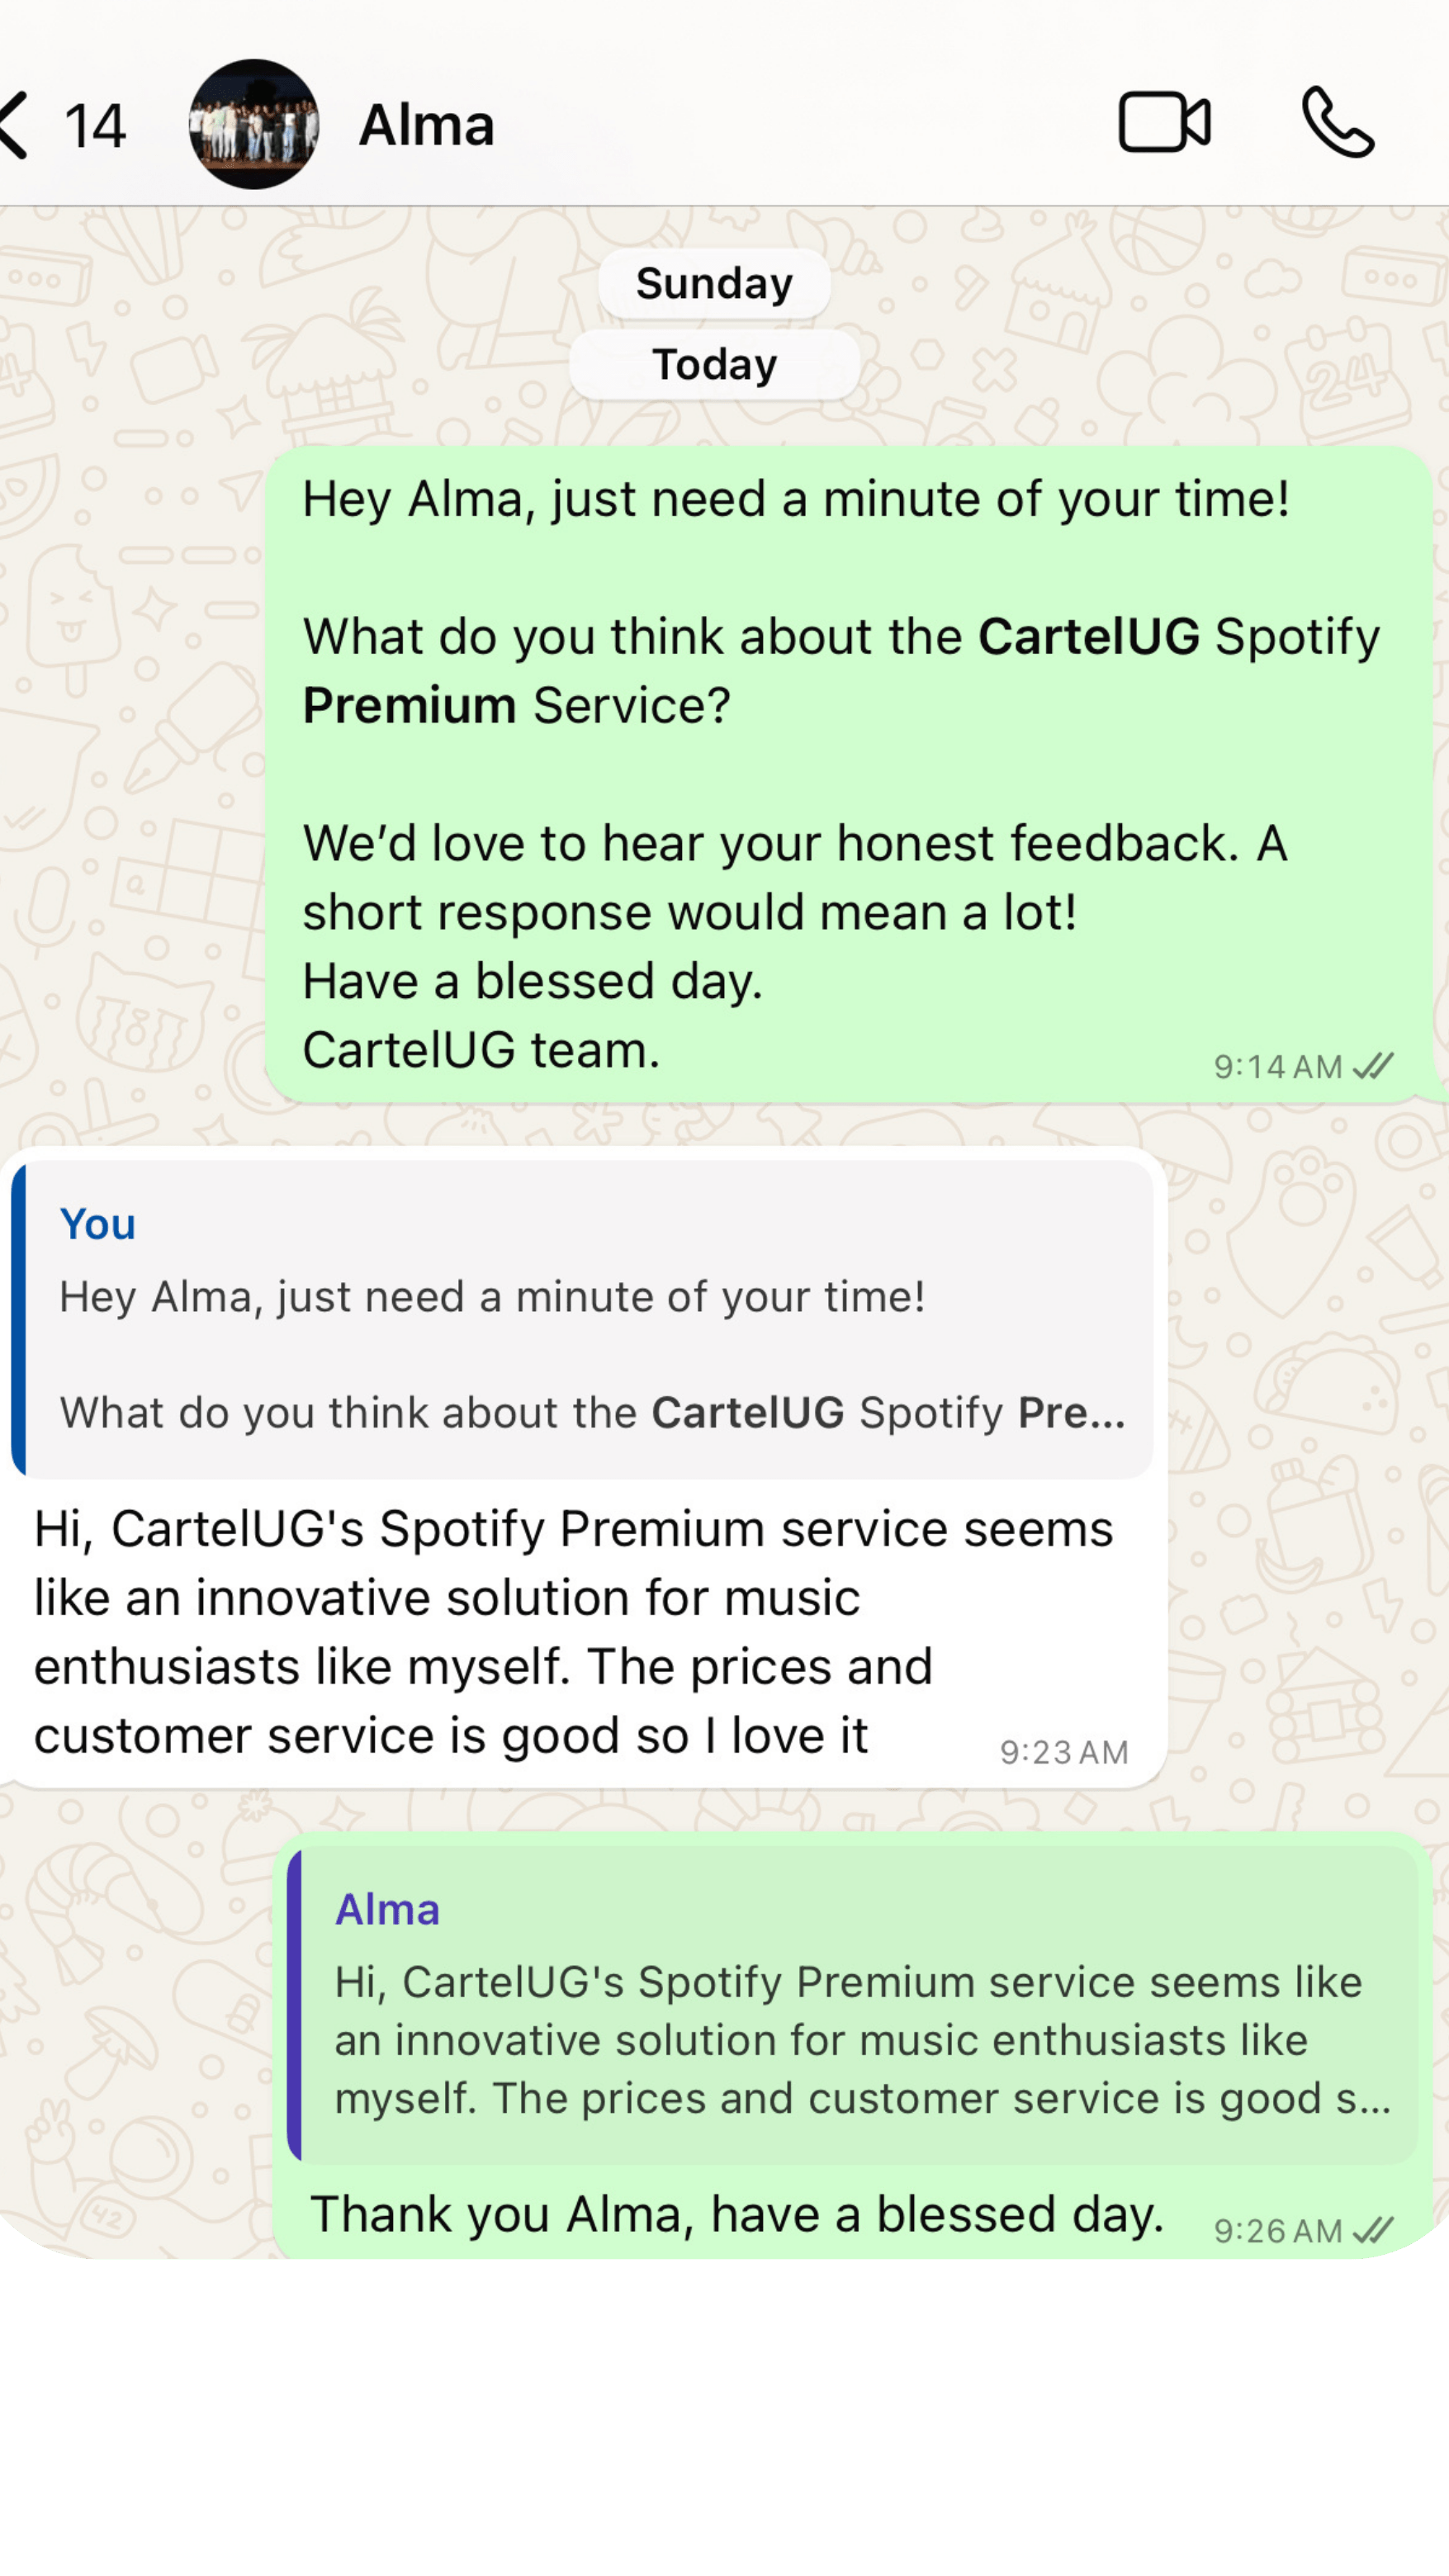 14
Alma
Sunday
Today
Hey Alma, just need a minute of your time!
What do you think about the CartelUG Spotify
Premium Service?
We’d love to hear your honest feedback. A
short response would mean a lot!
Have a blessed day.
CartelUG team.
9:14 AM
You
Hey Alma, just need a minute of your time!
What do you think about the CartelUG Spotify Pre...
Hi, CartelUG's Spotify Premium service seems
like an innovative solution for music
enthusiasts like myself. The prices and
customer service is good so I love it
9:23 AM
Alma
Hi, CartelUG's Spotify Premium service seems like
an innovative solution for music enthusiasts like
myself. The prices and customer service is good s...
Thank you Alma, have a blessed day.
9:26 AM